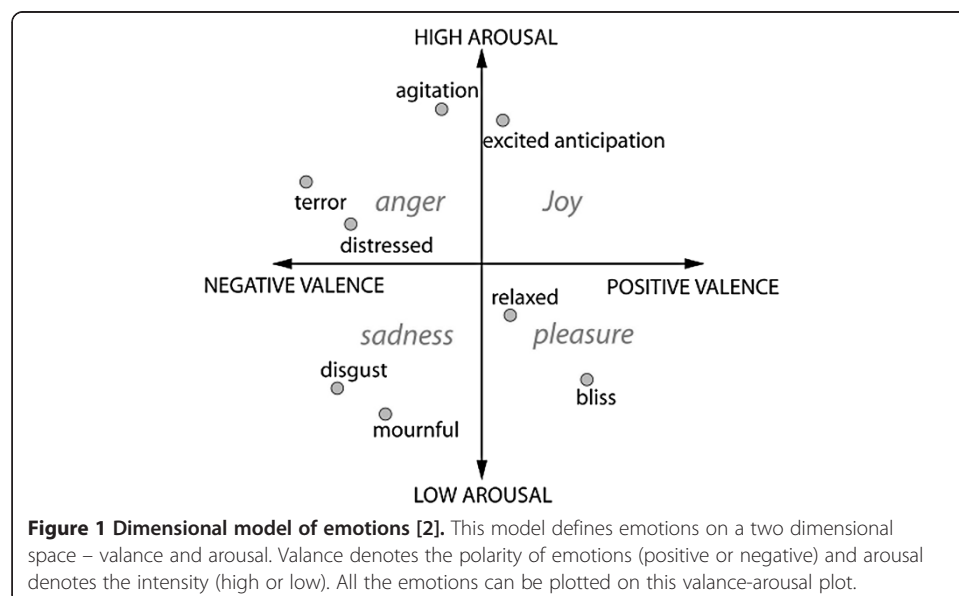 HIGH AROUSAL
agitation
excited anticipation
terror
anger
Joy
distressed
NEGATIVE VALENCE
POSITIVE VALENCE
relaxed
sadness
pleasure
disgust
bliss
mournful
LOW AROUSAL
Figure 1 Dimensional model of emotions [2]. This model defines emotions on a two dimensional
space – valance and arousal. Valance denotes the polarity of emotions (positive or negative) and arousal
denotes the intensity (high or low). All the emotions can be plotted on this valance-arousal plot.